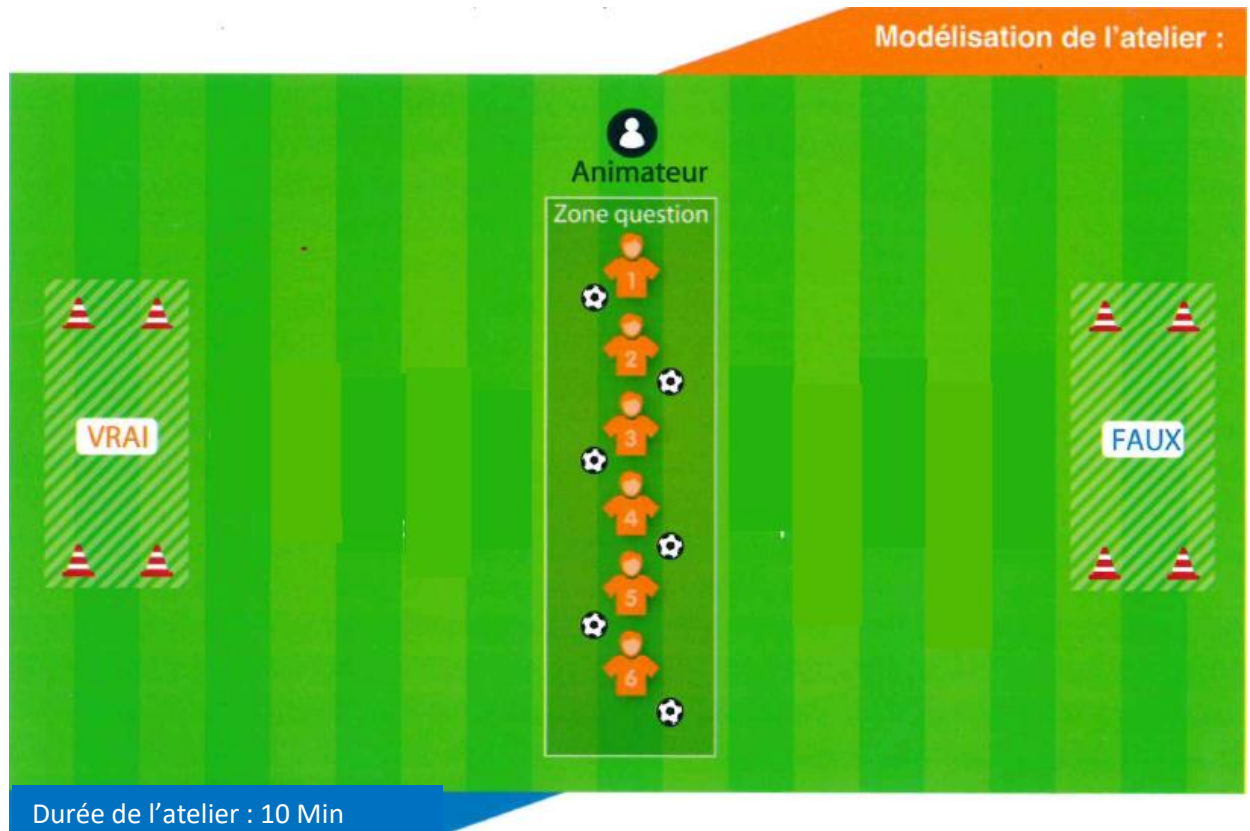 Modélisation de l'atelier :
Animateur
Zone question
1
2
3
4
5
6
VRAI
FAUX
Durée de l'atelier : 10 Min